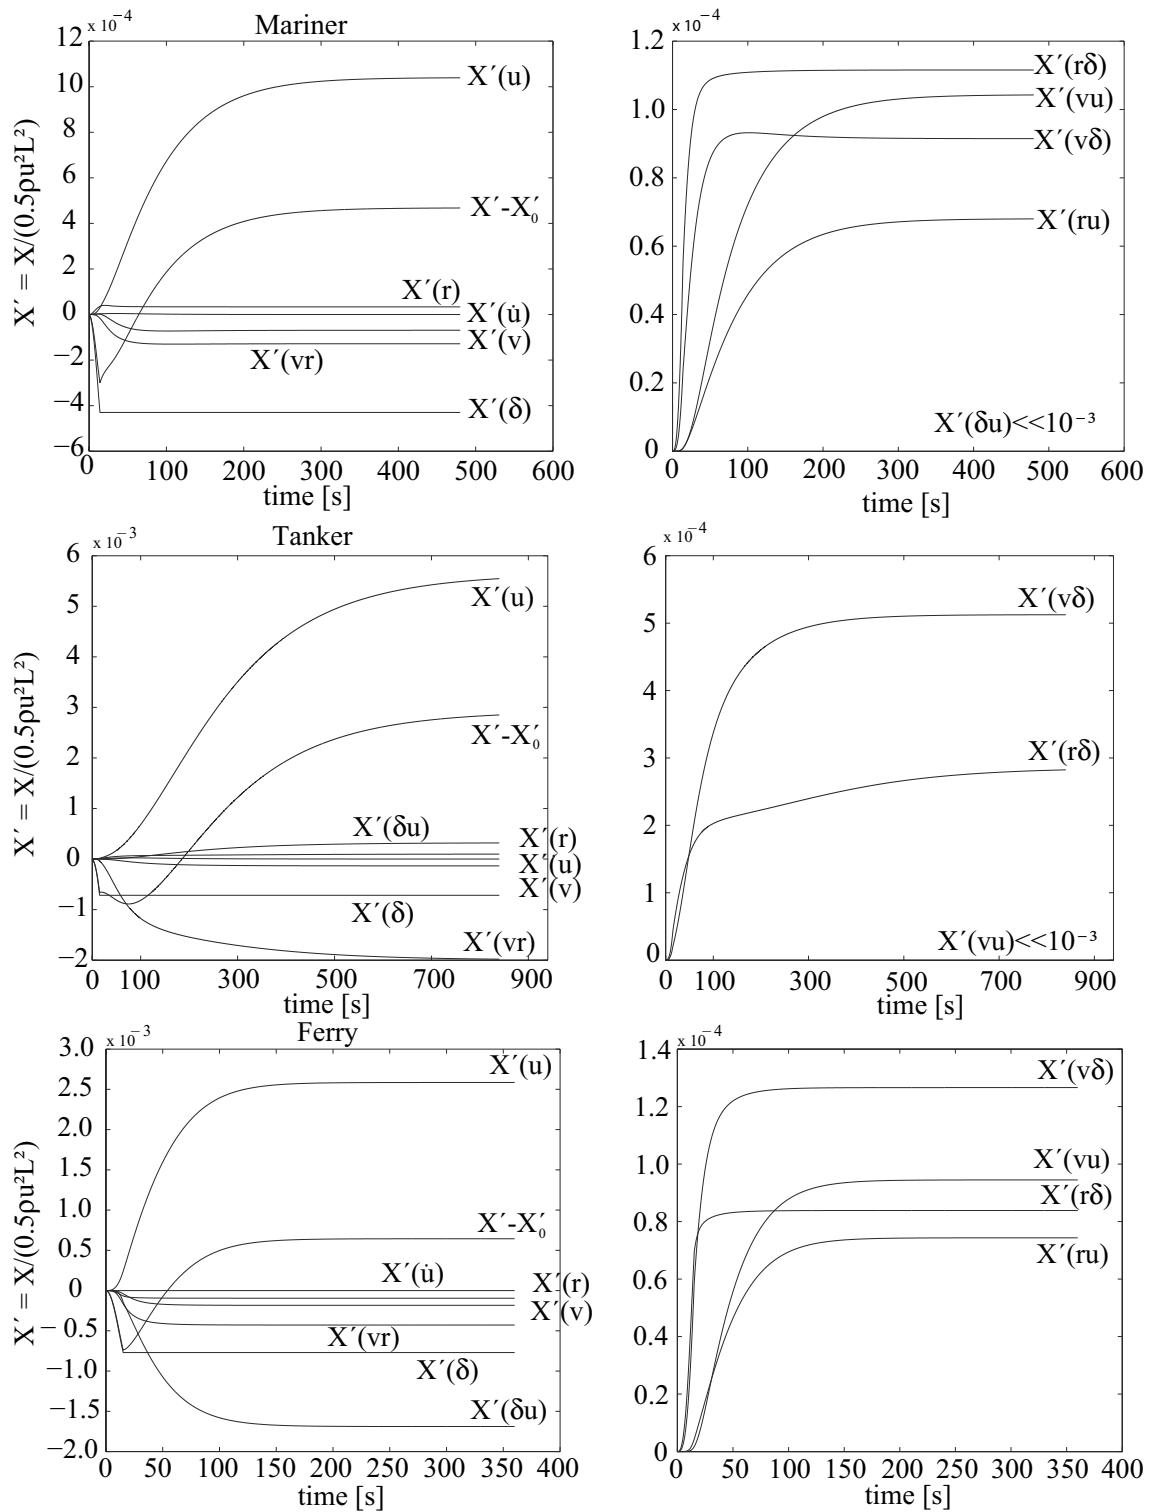 x 10⁻⁴
Mariner
12
10
8
6
4
2
0
−2
−4
−6
X´ = X/(0.5ρu²L²)
X´(u)
X´-X₀´
X´(r)
X´(u̇)
X´(v)
X´(vr)
X´(δ)
0 100 200 300 400 500 600
time [s]
x 10⁻⁴
1.2
1.0
0.8
0.6
0.4
0.2
0
X´(rδ)
X´(vu)
X´(vδ)
X´(ru)
X´(δu)<<10⁻³
0 100 200 300 400 500 600
time [s]
x 10⁻³
Tanker
6
5
4
3
2
1
0
−1
−2
X´ = X/(0.5ρu²L²)
X´(u)
X´-X₀´
X´(δu)
X´(r)
X´(u)
X´(v)
X´(δ)
X´(vr)
0 100 300 500 700 900
time [s]
x 10⁻⁴
6
5
4
3
2
1
0
X´(vδ)
X´(rδ)
X´(vu)<<10⁻³
0 100 300 500 700 900
time [s]
x 10⁻³
Ferry
3.0
2.5
2.0
1.5
1.0
0.5
0
− 0.5
−1.0
−1.5
−2.0
X´ = X/(0.5ρu²L²)
X´(u)
X´-X₀´
X´(u̇)
X´(r)
X´(v)
X´(vr)
X´(δ)
X´(δu)
0 50 100 150 200 250 300 350 400
time [s]
x 10⁻⁴
1.4
1.2
1.0
0.8
0.6
0.4
0.2
0
X´(vδ)
X´(vu)
X´(rδ)
X´(ru)
0 50 100 150 200 250 300 350 400
time [s]